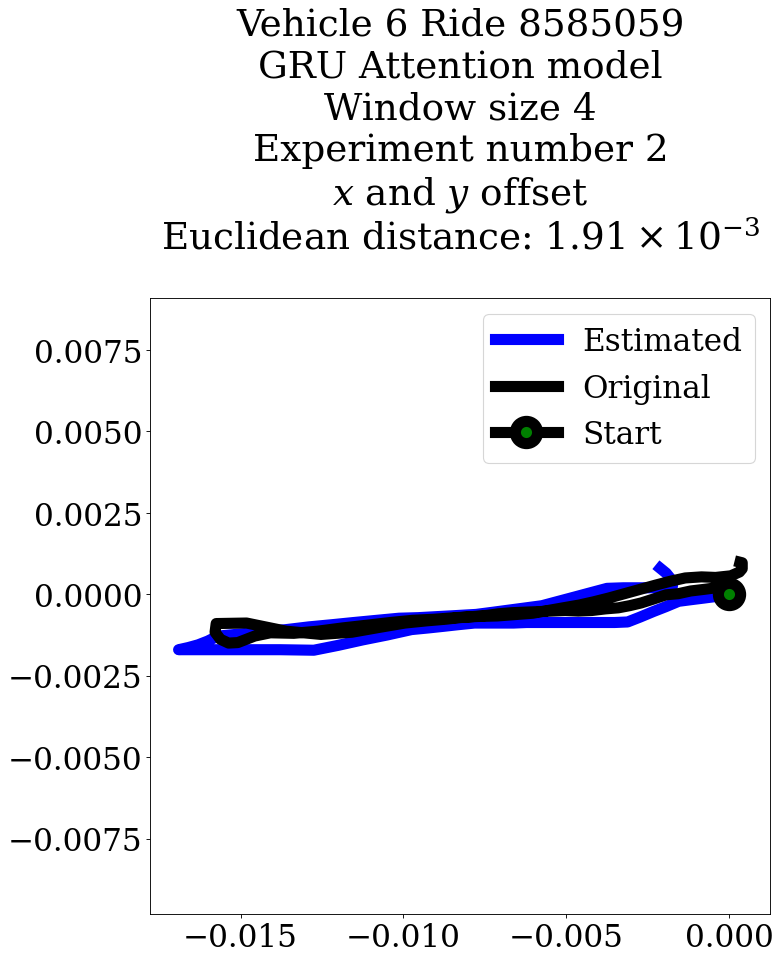 Vehicle 6 Ride 8585059
GRU Attention model
Window size 4
Experiment number 2
x and y offset
Euclidean distance: 1.91 × 10⁻³
Estimated
Original
Start
0.0075
0.0050
0.0025
0.0000
−0.0025
−0.0050
−0.0075
−0.015 −0.010 −0.005 0.000